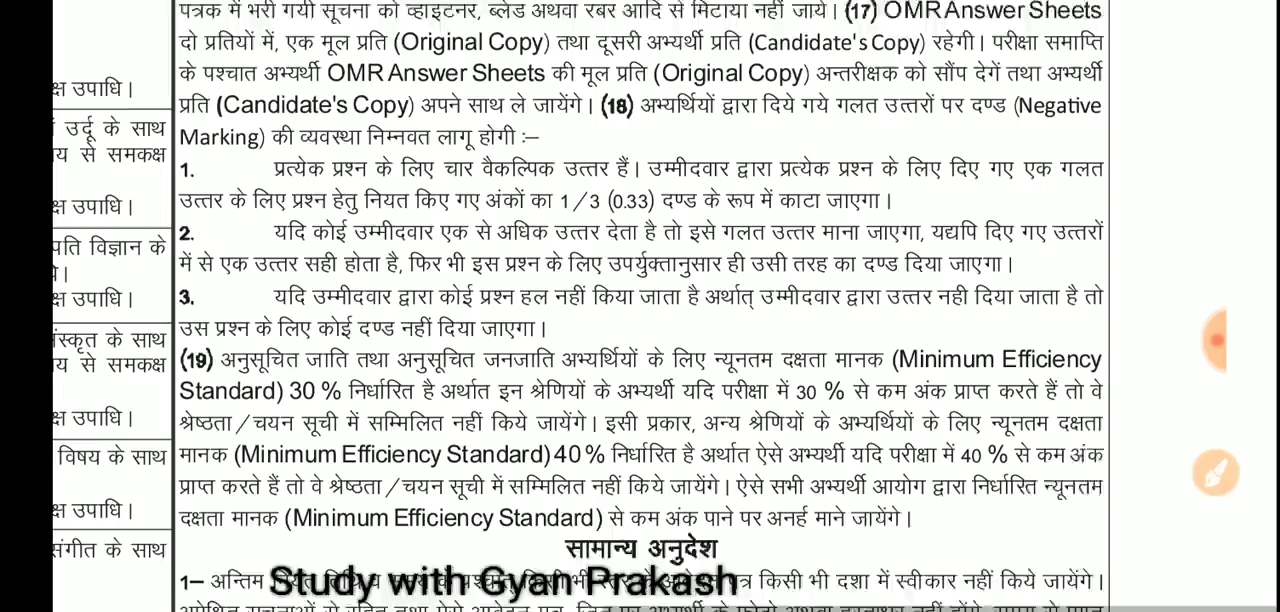 पत्रक में भरी गयी सूचना को व्हाइटनर, ब्लेड अथवा रबर आदि से मिटाया नहीं जाये। (17) OMR Answer Sheets
दो प्रतियों में, एक मूल प्रति (Original Copy) तथा दूसरी अभ्यर्थी प्रति (Candidate's Copy) रहेगी। परीक्षा समाप्ति
के पश्चात अभ्यर्थी OMR Answer Sheets की मूल प्रति (Original Copy) अन्तरीक्षक को सौंप देगें तथा अभ्यर्थी
प्रति (Candidate's Copy) अपने साथ ले जायेंगे। (18) अभ्यर्थियों द्वारा दिये गये गलत उत्तरों पर दण्ड (Negative
Marking) की व्यवस्था निम्नवत लागू होगी :–
1. प्रत्येक प्रश्न के लिए चार वैकल्पिक उत्तर हैं। उम्मीदवार द्वारा प्रत्येक प्रश्न के लिए दिए गए एक गलत
उत्तर के लिए प्रश्न हेतु नियत किए गए अंकों का 1/3 (0.33) दण्ड के रूप में काटा जाएगा।
2. यदि कोई उम्मीदवार एक से अधिक उत्तर देता है तो इसे गलत उत्तर माना जाएगा, यद्यपि दिए गए उत्तरों
में से एक उत्तर सही होता है, फिर भी इस प्रश्न के लिए उपर्युक्तानुसार ही उसी तरह का दण्ड दिया जाएगा।
3. यदि उम्मीदवार द्वारा कोई प्रश्न हल नहीं किया जाता है अर्थात् उम्मीदवार द्वारा उत्तर नही दिया जाता है तो
उस प्रश्न के लिए कोई दण्ड नहीं दिया जाएगा।
(19) अनुसूचित जाति तथा अनुसूचित जनजाति अभ्यर्थियों के लिए न्यूनतम दक्षता मानक (Minimum Efficiency
Standard) 30 % निर्धारित है अर्थात इन श्रेणियों के अभ्यर्थी यदि परीक्षा में 30 % से कम अंक प्राप्त करते हैं तो वे
श्रेष्ठता/चयन सूची में सम्मिलित नहीं किये जायेंगे। इसी प्रकार, अन्य श्रेणियों के अभ्यर्थियों के लिए न्यूनतम दक्षता
मानक (Minimum Efficiency Standard) 40 % निर्धारित है अर्थात ऐसे अभ्यर्थी यदि परीक्षा में 40 % से कम अंक
प्राप्त करते हैं तो वे श्रेष्ठता/चयन सूची में सम्मिलित नहीं किये जायेंगे। ऐसे सभी अभ्यर्थी आयोग द्वारा निर्धारित न्यूनतम
दक्षता मानक (Minimum Efficiency Standard) से कम अंक पाने पर अनर्ह माने जायेंगे।
सामान्य अनुदेश
1– अन्तिम किसी भी पत्र किसी भी दशा में स्वीकार नहीं किये जायेंगे।
Study with Gyan Prakash
क्ष उपाधि।
उर्दू के साथ
य से समकक्ष
क्ष उपाधि।
पति विज्ञान के
क्ष उपाधि।
ंस्कृत के साथ
य से समकक्ष
क्ष उपाधि।
विषय के साथ
क्ष उपाधि।
संगीत के साथ